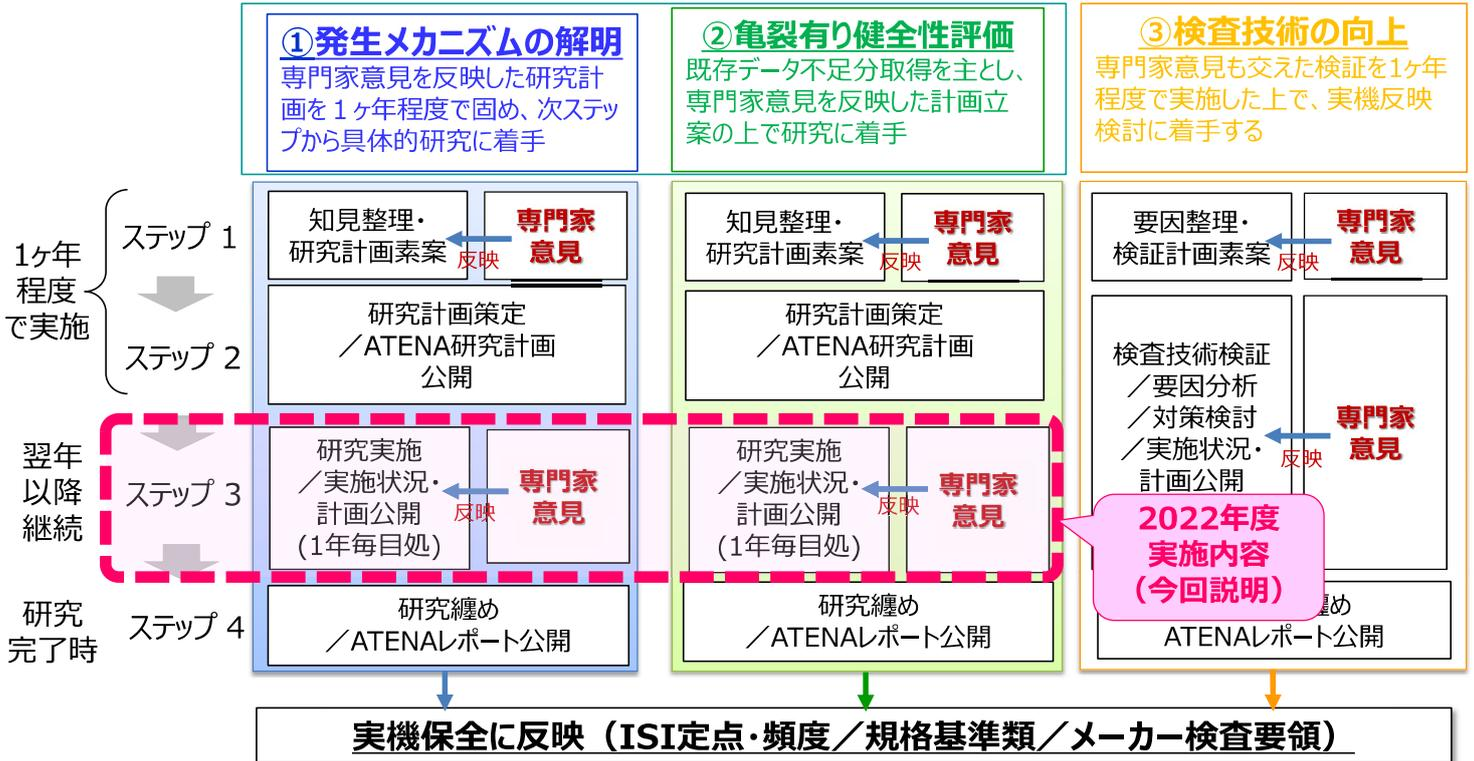 ①発生メカニズムの解明
専門家意見を反映した研究計
画を１ヶ年程度で固め、次ステッ
プから具体的研究に着手
②亀裂有り健全性評価
既存データ不足分取得を主とし、
専門家意見を反映した計画立
案の上で研究に着手
③検査技術の向上
専門家意見も交えた検証を1ヶ年
程度で実施した上で、実機反映
検討に着手する
1ヶ年
程度
で実施
ステップ 1
知見整理・
研究計画素案
反映
専門家
意見
知見整理・
研究計画素案
反映
専門家
意見
要因整理・
検証計画素案
反映
専門家
意見
ステップ 2
研究計画策定
／ATENA研究計画
公開
研究計画策定
／ATENA研究計画
公開
検査技術検証
／要因分析
／対策検討
／実施状況・
計画公開
反映
専門家
意見
翌年
以降
継続
ステップ 3
研究実施
／実施状況・
計画公開
(1年毎目処)
反映
専門家
意見
研究実施
／実施状況・
計画公開
(1年毎目処)
反映
専門家
意見
2022年度
実施内容
（今回説明）
研究
完了時
ステップ 4
研究纏め
／ATENAレポート公開
研究纏め
／ATENAレポート公開
纏め
ATENAレポート公開
実機保全に反映（ISI定点・頻度／規格基準類／メーカー検査要領）